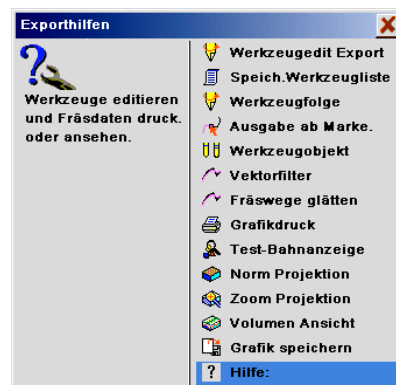 Exporthilfen
Werkzeuge editieren
und Fräsdaten druck.
oder ansehen.
Werkzeugedit Export
Speich.Werkzeugliste
Werkzeugfolge
Ausgabe ab Marke.
Werkzeugobjekt
Vektorfilter
Fräswege glätten
Grafikdruck
Test-Bahnanzeige
Norm Projektion
Zoom Projektion
Volumen Ansicht
Grafik speichern
Hilfe: